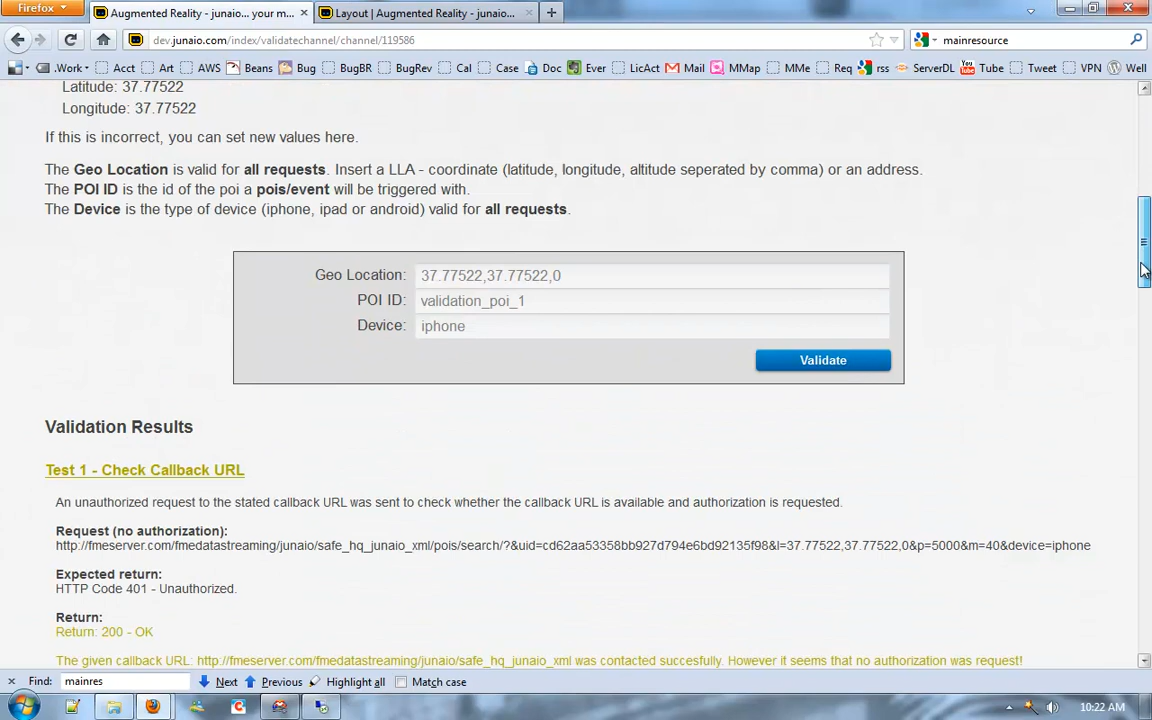 Firefox
Augmented Reality - junaio... your m...
Layout | Augmented Reality - junaio...
dev.junaio.com/index/validatechannel/channel/119586
mainresource
.Work
Acct
Art
AWS
Beans
Bug
BugBR
BugRev
Cal
Case
Doc
Ever
LicAct
Mail
MMap
MMe
Req
rss
ServerDL
Tube
Tweet
VPN
Well
Latitude: 37.77522
Longitude: 37.77522
If this is incorrect, you can set new values here.
The Geo Location is valid for all requests. Insert a LLA - coordinate (latitude, longitude, altitude seperated by comma) or an address.
The POI ID is the id of the poi a pois/event will be triggered with.
The Device is the type of device (iphone, ipad or android) valid for all requests.
Geo Location: 37.77522,37.77522,0
POI ID: validation_poi_1
Device: iphone
Validate
Validation Results
Test 1 - Check Callback URL
An unauthorized request to the stated callback URL was sent to check whether the callback URL is available and authorization is requested.
Request (no authorization):
http://fmeserver.com/fmedatastreaming/junaio/safe_hq_junaio_xml/pois/search/?&uid=cd62aa53358bb927d794e6bd92135f98&l=37.77522,37.77522,0&p=5000&m=40&device=iphone
Expected return:
HTTP Code 401 - Unauthorized.
Return:
Return: 200 - OK
The given callback URL: http://fmeserver.com/fmedatastreaming/junaio/safe_hq_junaio_xml was contacted succesfully. However it seems that no authorization was request!
Find: mainres
Next
Previous
Highlight all
Match case
10:22 AM